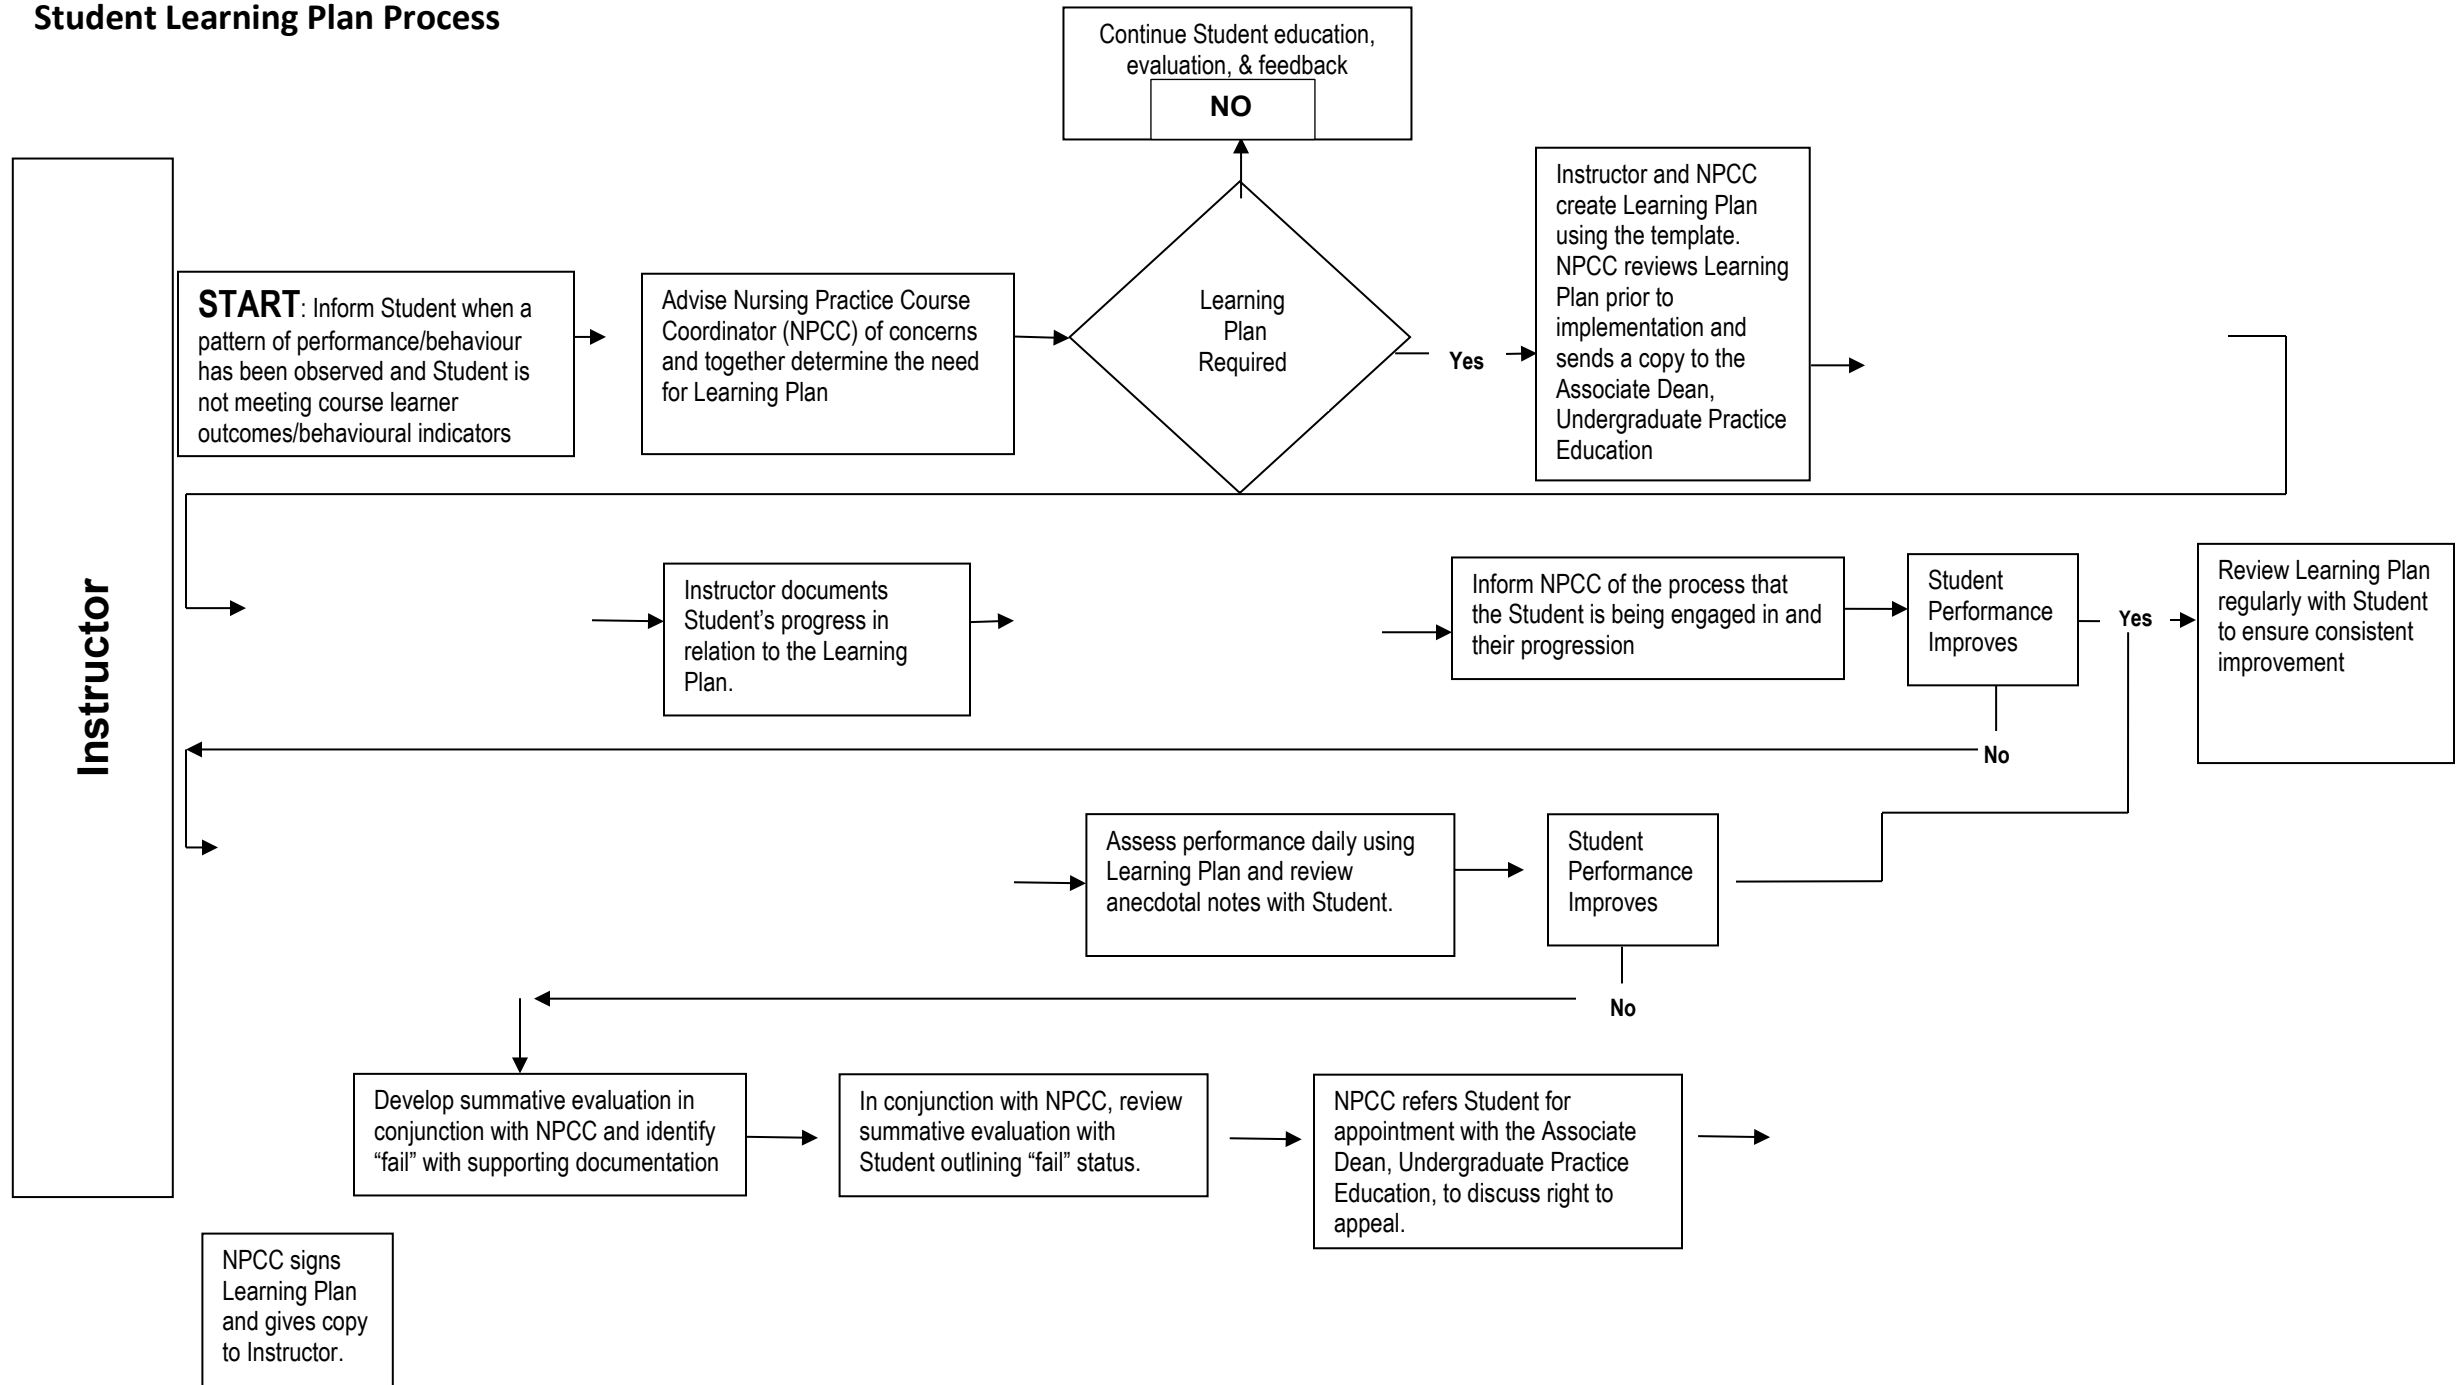 Student Learning Plan Process
Continue Student education,
evaluation, & feedback
NO
Instructor
START: Inform Student when a
pattern of performance/behaviour
has been observed and Student is
not meeting course learner
outcomes/behavioural indicators
Advise Nursing Practice Course
Coordinator (NPCC) of concerns
and together determine the need
for Learning Plan
Learning
Plan
Required
Yes
Instructor and NPCC
create Learning Plan
using the template.
NPCC reviews Learning
Plan prior to
implementation and
sends a copy to the
Associate Dean,
Undergraduate Practice
Education
Instructor documents
Student’s progress in
relation to the Learning
Plan.
Inform NPCC of the process that
the Student is being engaged in and
their progression
Student
Performance
Improves
Yes
Review Learning Plan
regularly with Student
to ensure consistent
improvement
No
Assess performance daily using
Learning Plan and review
anecdotal notes with Student.
Student
Performance
Improves
No
Develop summative evaluation in
conjunction with NPCC and identify
“fail” with supporting documentation
In conjunction with NPCC, review
summative evaluation with
Student outlining “fail” status.
NPCC refers Student for
appointment with the Associate
Dean, Undergraduate Practice
Education, to discuss right to
appeal.
NPCC signs
Learning Plan
and gives copy
to Instructor.